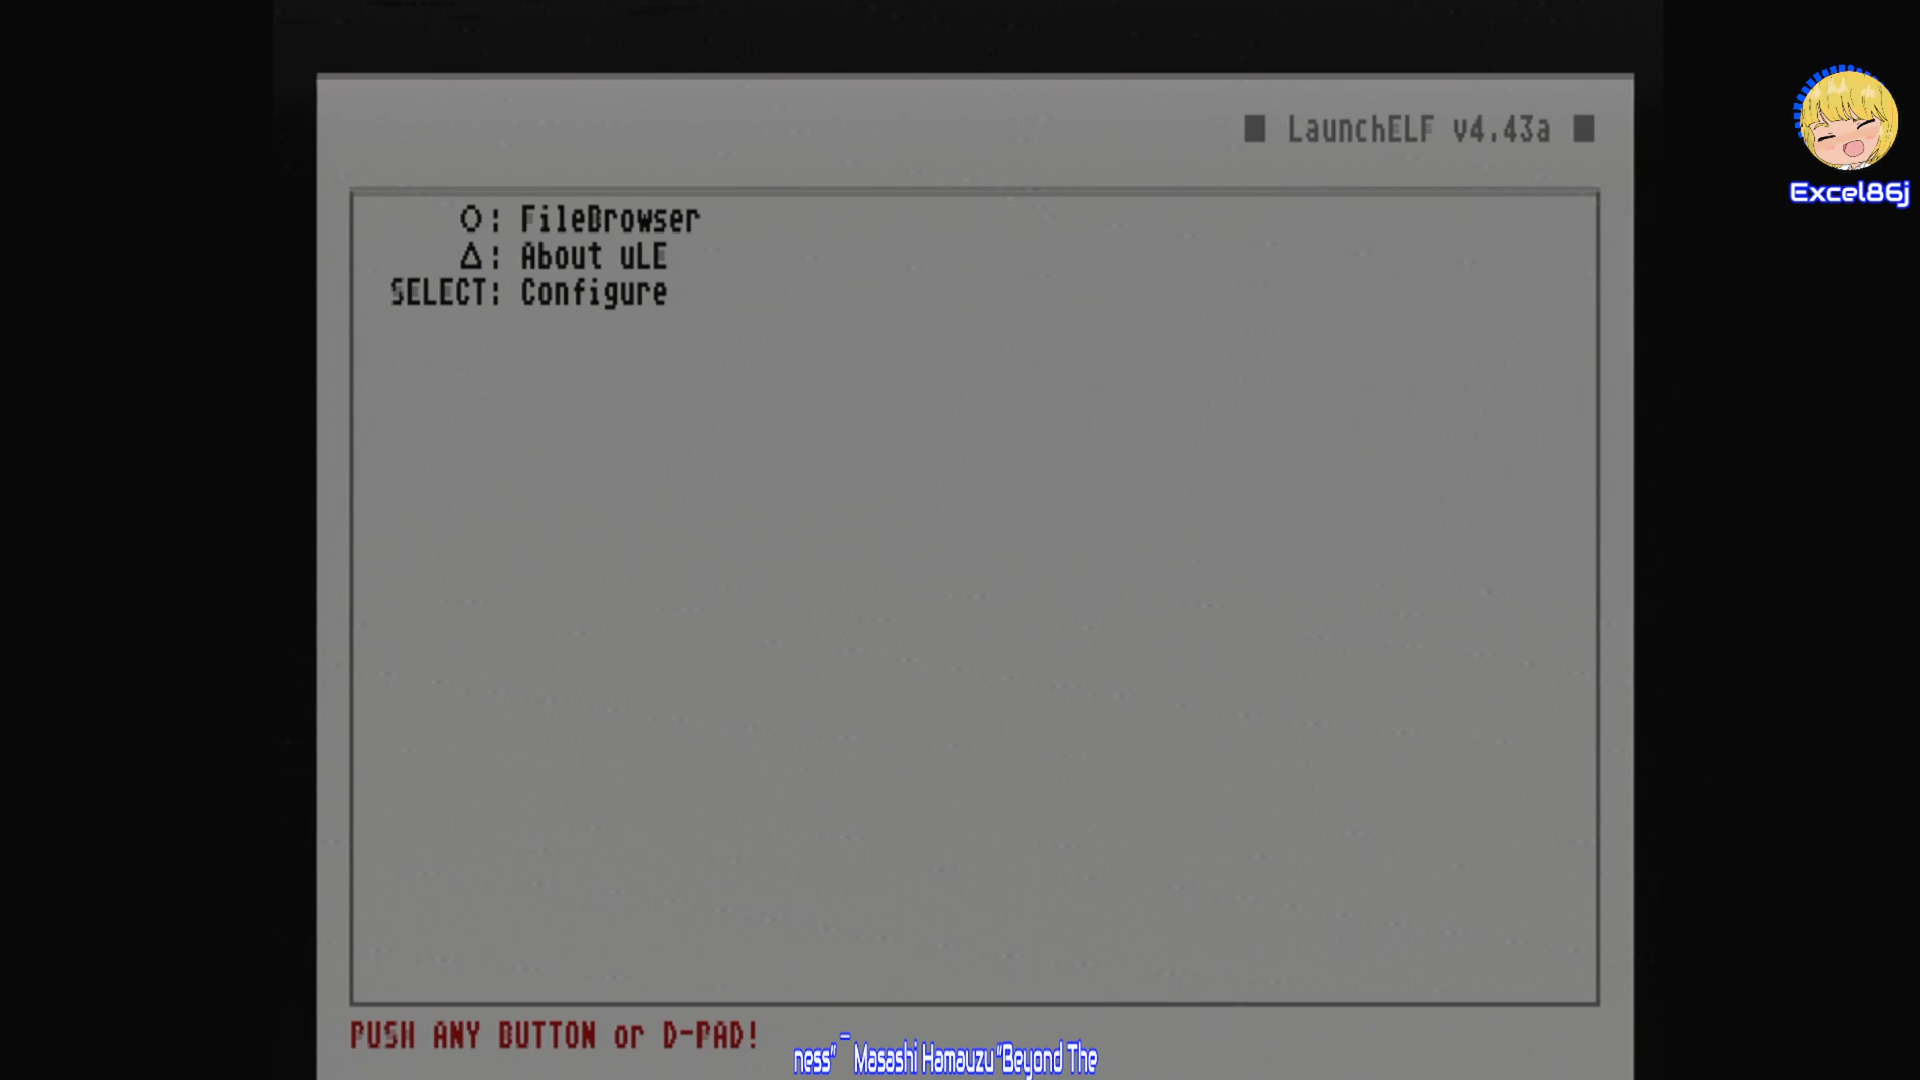 ■ LaunchELF v4.43a ■
Excel86j
○: FileBrowser
△: About uLE
SELECT: Configure
PUSH ANY BUTTON or D-PAD!
ness" ‾ Masashi Hamauzu"Beyond The